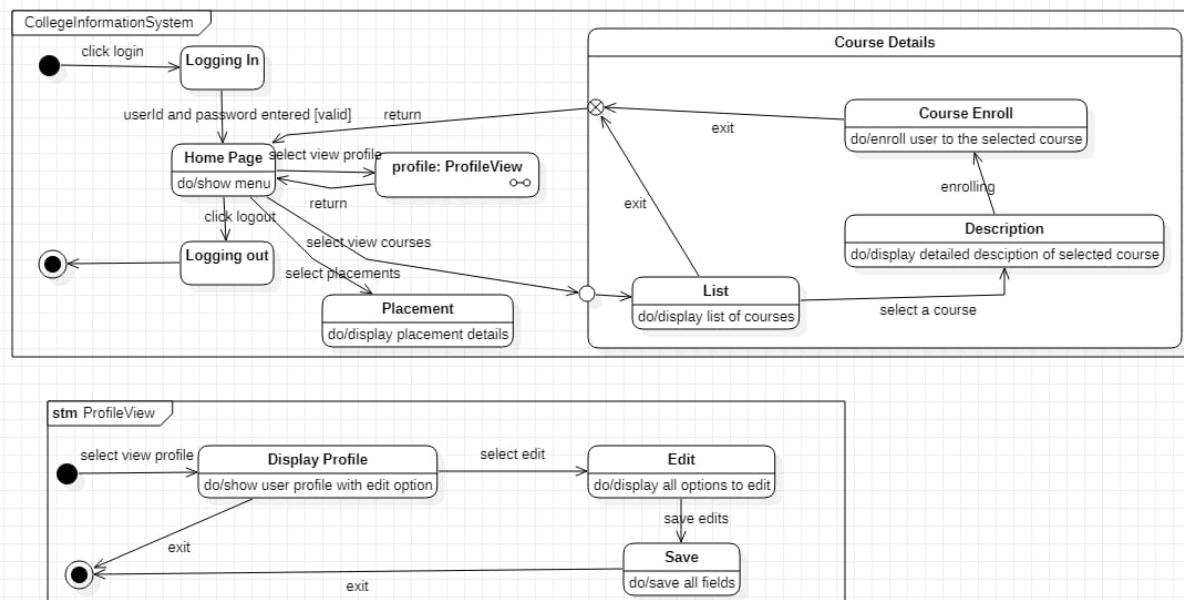 CollegeInformationSystem
click login
Logging In
userId and password entered [valid]
return
Home Page
do/show menu
select view profile
profile: ProfileView
return
click logout
Logging out
select view courses
select placements
Placement
do/display placement details
Course Details
Course Enroll
do/enroll user to the selected course
exit
enrolling
exit
Description
do/display detailed desciption of selected course
List
do/display list of courses
select a course
stm ProfileView
select view profile
Display Profile
do/show user profile with edit option
select edit
Edit
do/display all options to edit
save edits
exit
Save
do/save all fields
exit